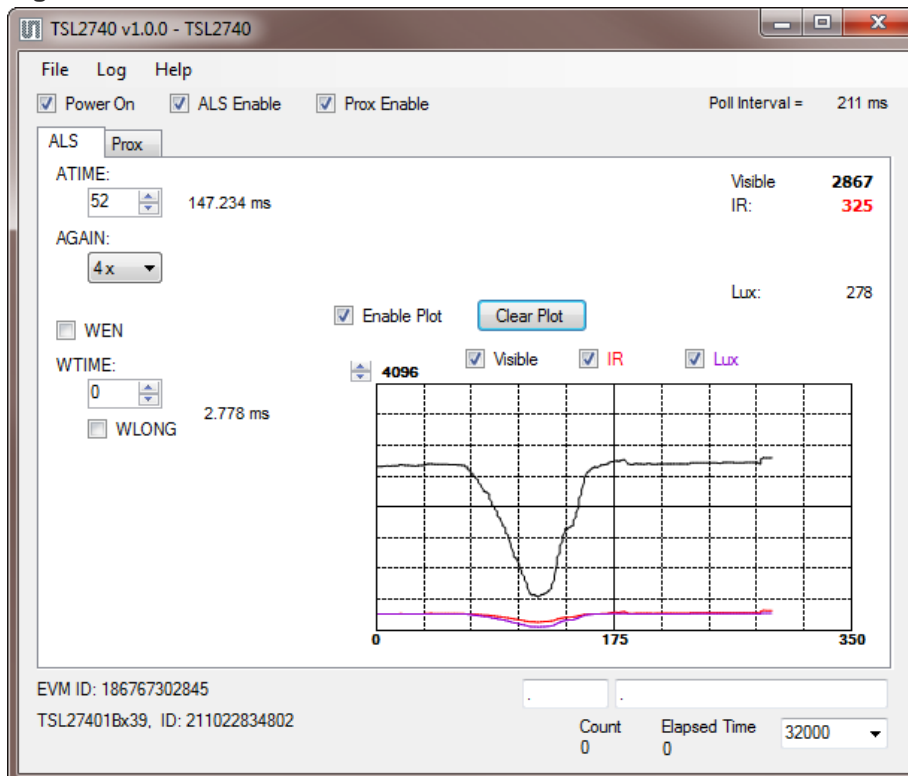 TSL2740 v1.0.0 - TSL2740
File Log Help
Power On ALS Enable Prox Enable Poll Interval = 211 ms
ALS Prox
ATIME:
52 147.234 ms
Visible 2867
IR: 325
AGAIN:
4x
Lux: 278
Enable Plot Clear Plot
WEN
WTIME:
0
2.778 ms
WLONG
Visible IR Lux
4096
0 175 350
EVM ID: 186767302845
. .
TSL27401Bx39, ID: 211022834802
Count Elapsed Time 32000
0 0